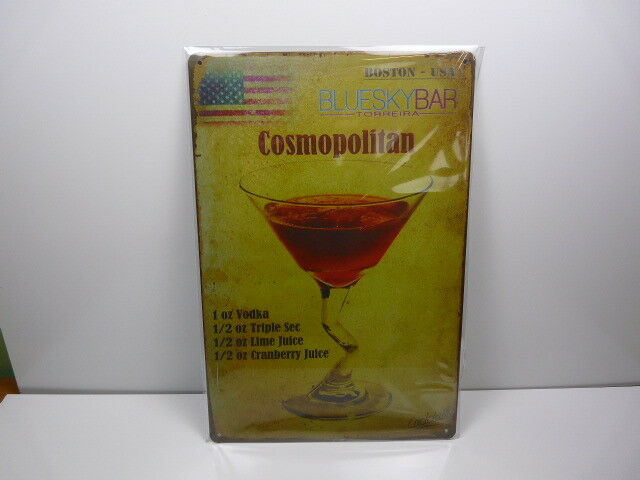 BOSTON - USA
BLUESKYBAR
TORREIRA
Cosmopolitan
1 oz Vodka
1/2 oz Triple Sec
1/2 oz Lime Juice
1/2 oz Cranberry Juice